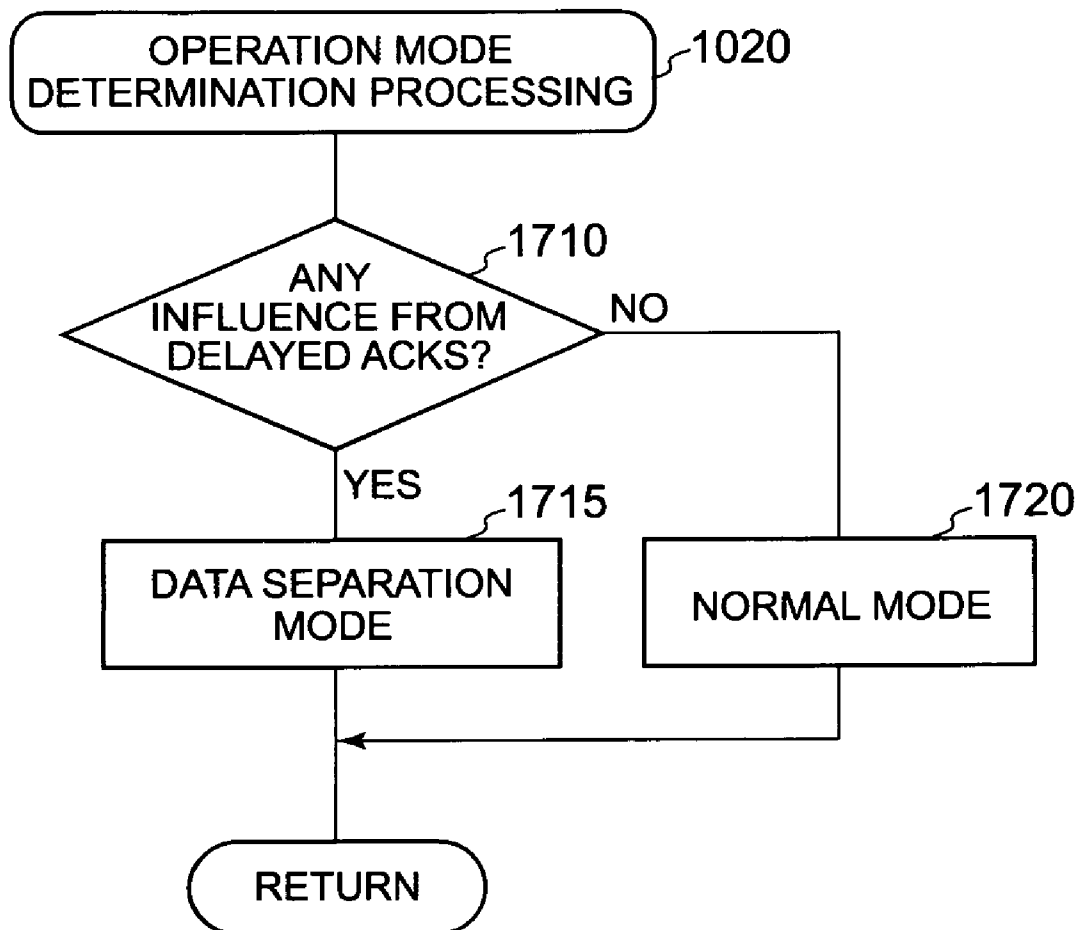 OPERATION MODE
DETERMINATION PROCESSING
1020
1710
ANY
INFLUENCE FROM
DELAYED ACKS?
NO
YES
1715
1720
DATA SEPARATION
MODE
NORMAL MODE
RETURN